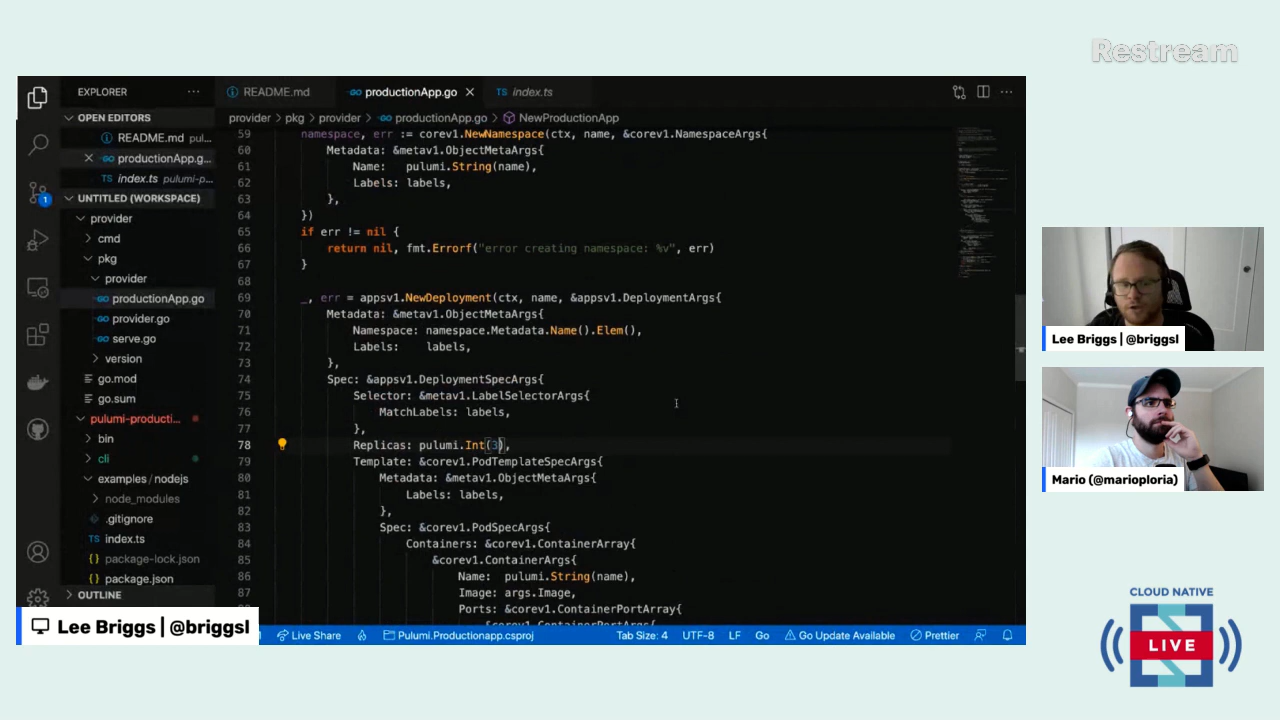 Restream
EXPLORER
README.md
productionApp.go
index.ts
OPEN EDITORS
README.md pul...
productionApp.g...
index.ts pulumi-p...
UNTITLED (WORKSPACE)
1
provider
cmd
pkg
provider
productionApp.go
provider.go
serve.go
version
go.mod
go.sum
pulumi-producti...
bin
cli
examples/nodejs
node_modules
.gitignore
index.ts
package-lock.json
package.json
OUTLINE
provider > pkg > provider > productionApp.go > NewProductionApp
59 namespace, err := corev1.NewNamespace(ctx, name, &corev1.NamespaceArgs{
60 Metadata: &metav1.ObjectMetaArgs{
61 Name: pulumi.String(name),
62 Labels: labels,
63 },
64 })
65 if err != nil {
66 return nil, fmt.Errorf("error creating namespace: %v", err)
67 }
68
69 _, err = appsv1.NewDeployment(ctx, name, &appsv1.DeploymentArgs{
70 Metadata: &metav1.ObjectMetaArgs{
71 Namespace: namespace.Metadata.Name().Elem(),
72 Labels: labels,
73 },
74 Spec: &appsv1.DeploymentSpecArgs{
75 Selector: &metav1.LabelSelectorArgs{
76 MatchLabels: labels,
77 },
78 Replicas: pulumi.Int(3),
79 Template: &corev1.PodTemplateSpecArgs{
80 Metadata: &metav1.ObjectMetaArgs{
81 Labels: labels,
82 },
83 Spec: &corev1.PodSpecArgs{
84 Containers: &corev1.ContainerArray{
85 &corev1.ContainerArgs{
86 Name: pulumi.String(name),
87 Image: args.Image,
Ports: &corev1.ContainerPortArray{
Live Share
Pulumi.Productionapp.csproj
Tab Size: 4
UTF-8
LF
Go
Go Update Available
Prettier
Lee Briggs | @briggsl
Lee Briggs | @briggsl
Mario (@marioploria)
CLOUD NATIVE
LIVE